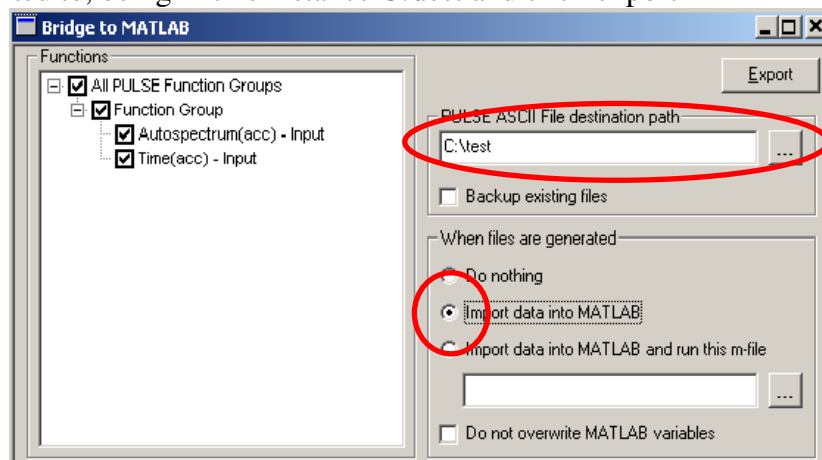 Bridge to MATLAB
Functions
All PULSE Function Groups
Function Group
Autospectrum(acc) - Input
Time(acc) - Input
Export
PULSE ASCII File destination path
C:\test
...
Backup existing files
When files are generated
Do nothing
Import data into MATLAB
Import data into MATLAB and run this m-file
...
Do not overwrite MATLAB variables